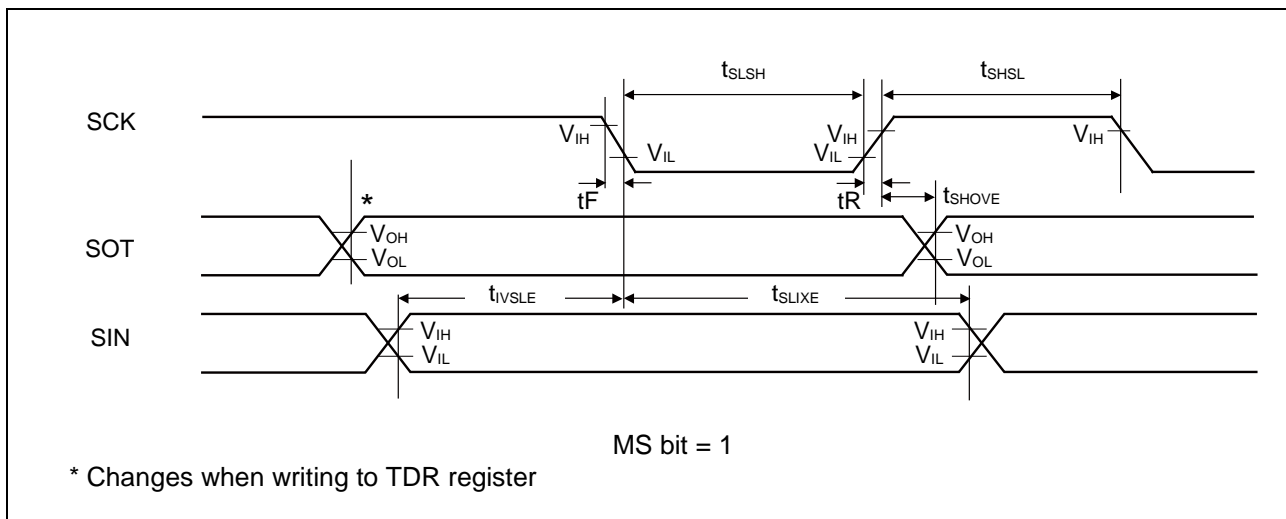 tSLSH
tSHSL
SCK
VIH
VIL
VIH
VIL
VIH
tF
tR
tSHOVE
*
SOT
VOH
VOL
VOH
VOL
tIVSLE
tSLIXE
SIN
VIH
VIL
VIH
VIL
MS bit = 1
* Changes when writing to TDR register